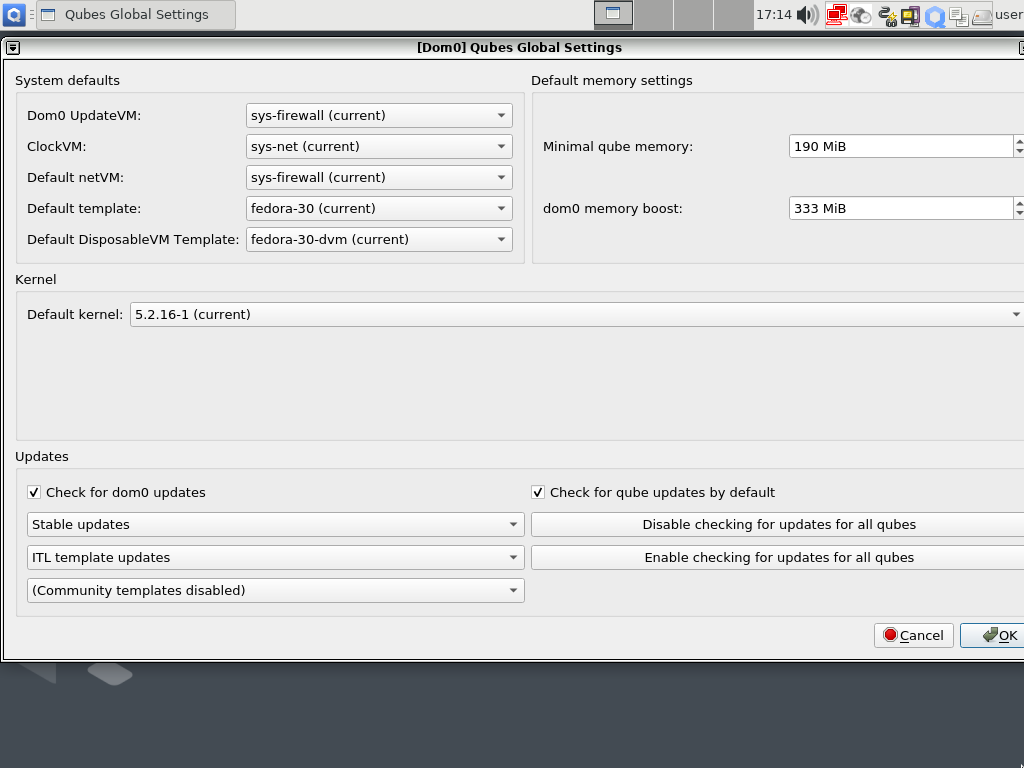 Qubes Global Settings
17:14
user
[Dom0] Qubes Global Settings
System defaults
Dom0 UpdateVM: sys-firewall (current)
ClockVM: sys-net (current)
Default netVM: sys-firewall (current)
Default template: fedora-30 (current)
Default DisposableVM Template: fedora-30-dvm (current)
Default memory settings
Minimal qube memory: 190 MiB
dom0 memory boost: 333 MiB
Kernel
Default kernel: 5.2.16-1 (current)
Updates
Check for dom0 updates
Stable updates
ITL template updates
(Community templates disabled)
Check for qube updates by default
Disable checking for updates for all qubes
Enable checking for updates for all qubes
Cancel
OK